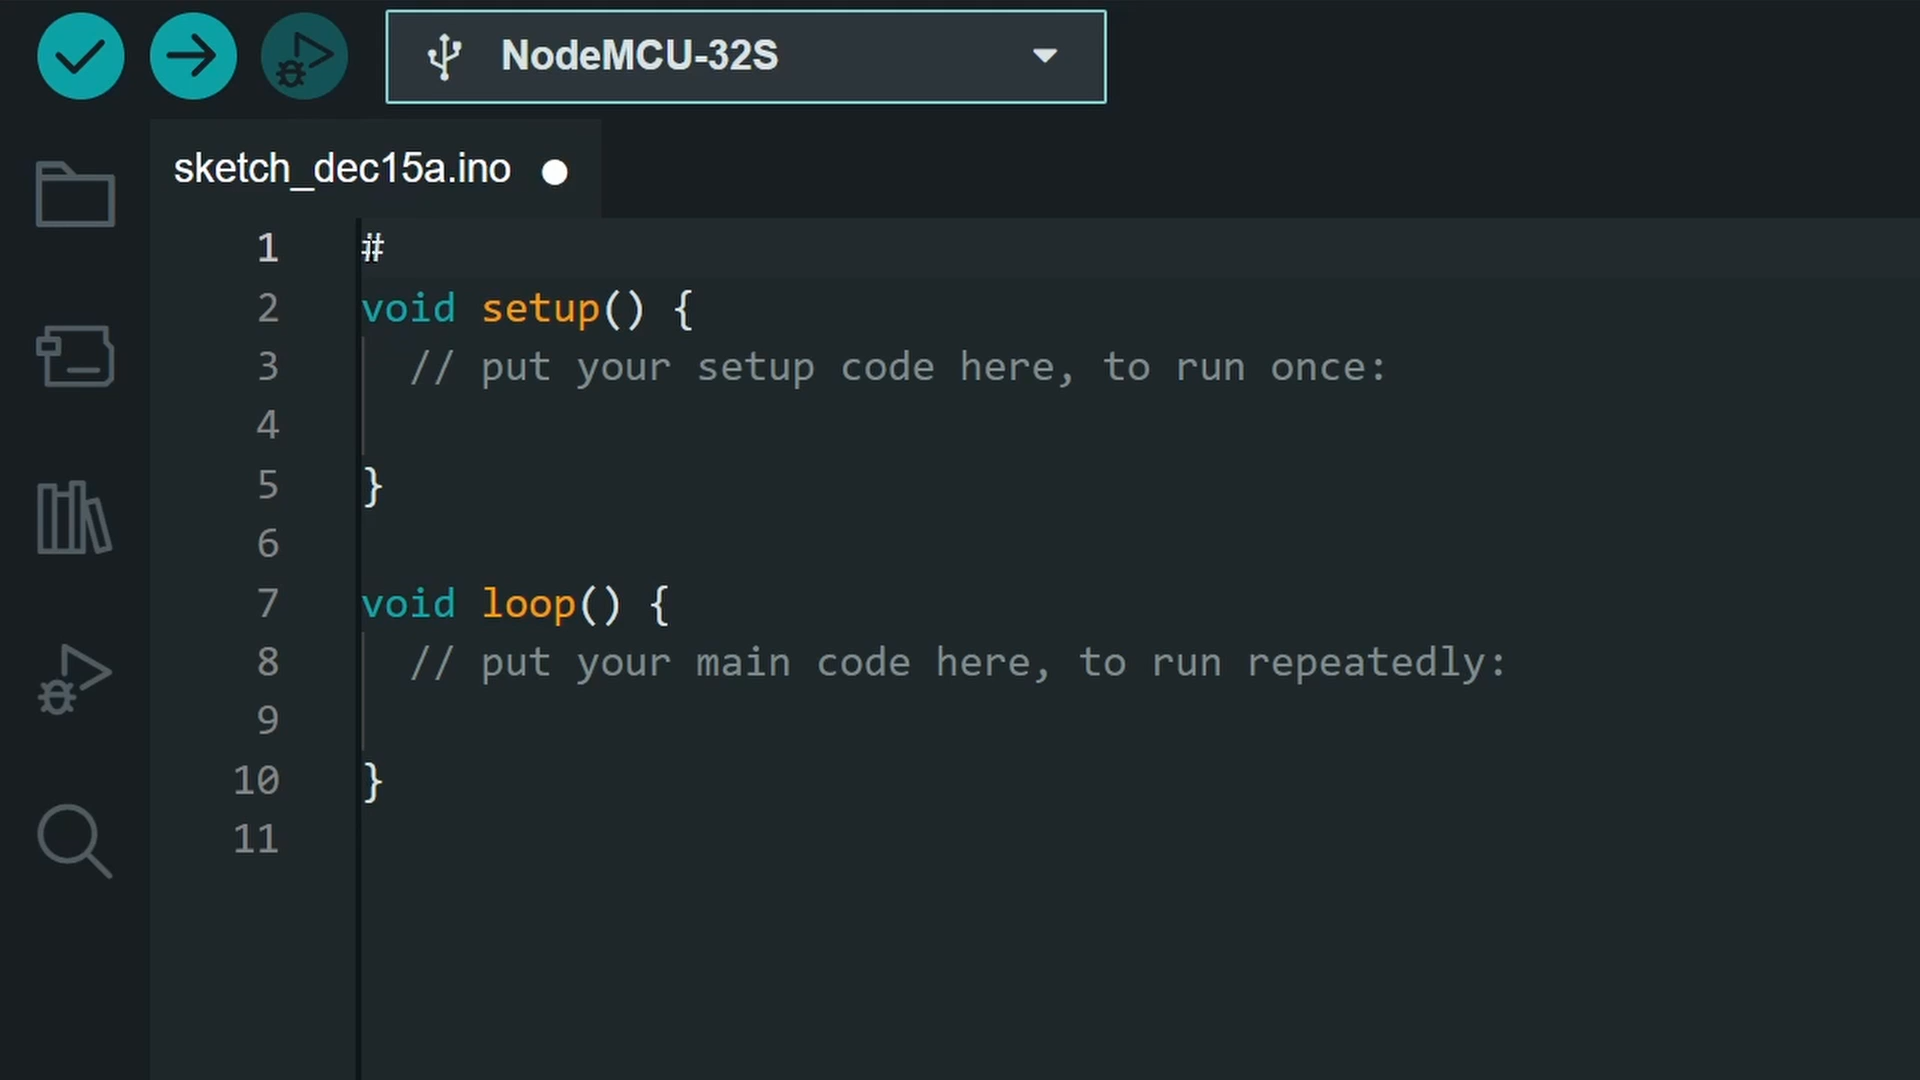 NodeMCU-32S
sketch_dec15a.ino
1 #
2 void setup() {
3 // put your setup code here, to run once:
4
5 }
6
7 void loop() {
8 // put your main code here, to run repeatedly:
9
10 }
11